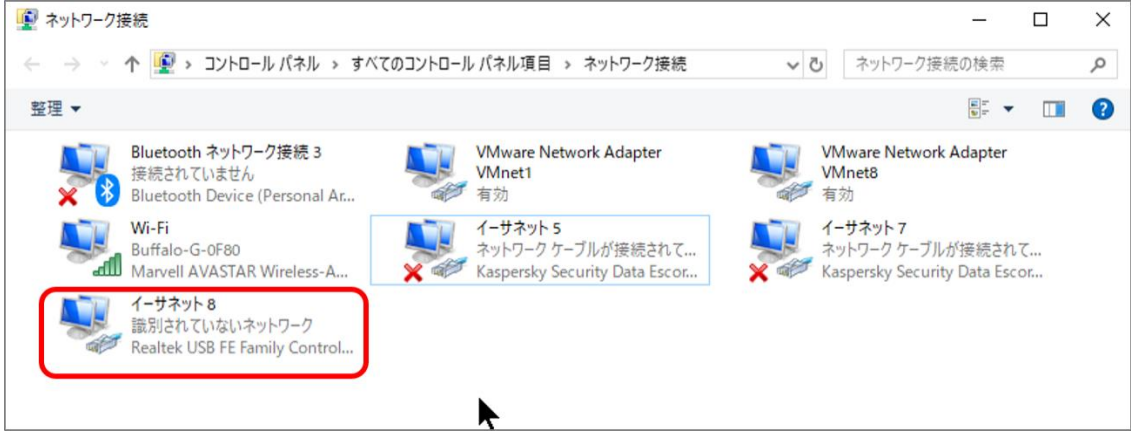 ネットワーク接続
コントロール パネル › すべてのコントロール パネル項目 › ネットワーク接続
ネットワーク接続の検索
整理
Bluetooth ネットワーク接続 3
接続されていません
Bluetooth Device (Personal Ar...
VMware Network Adapter
VMnet1
有効
VMware Network Adapter
VMnet8
有効
Wi-Fi
Buffalo-G-0F80
Marvell AVASTAR Wireless-A...
イーサネット 5
ネットワーク ケーブルが接続されて...
Kaspersky Security Data Escor...
イーサネット 7
ネットワーク ケーブルが接続されて...
Kaspersky Security Data Escor...
イーサネット 8
識別されていないネットワーク
Realtek USB FE Family Control...